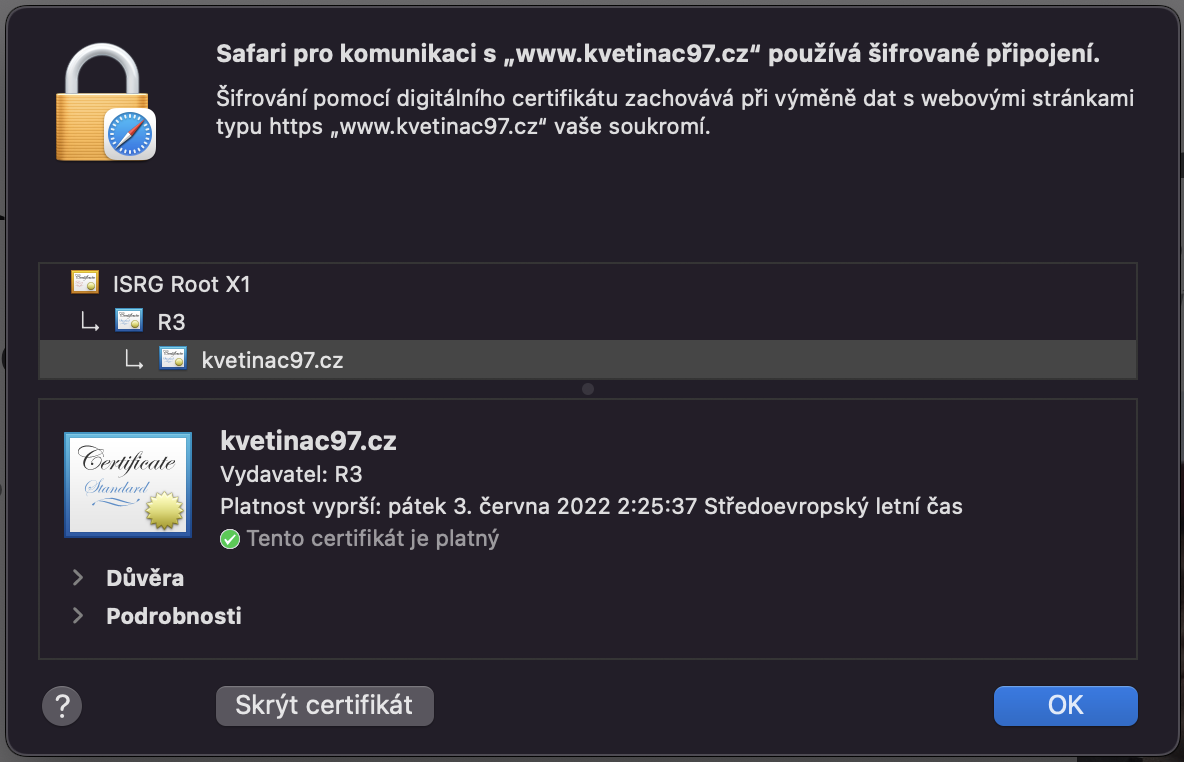 Safari pro komunikaci s „www.kvetinac97.cz“ používá šifrované připojení.
Šifrování pomocí digitálního certifikátu zachovává při výměně dat s webovými stránkami
typu https „www.kvetinac97.cz“ vaše soukromí.
ISRG Root X1
R3
kvetinac97.cz
Certificate
Standard
kvetinac97.cz
Vydavatel: R3
Platnost vyprší: pátek 3. června 2022 2:25:37 Středoevropský letní čas
Tento certifikát je platný
Důvěra
Podrobnosti
?
Skrýt certifikát
OK